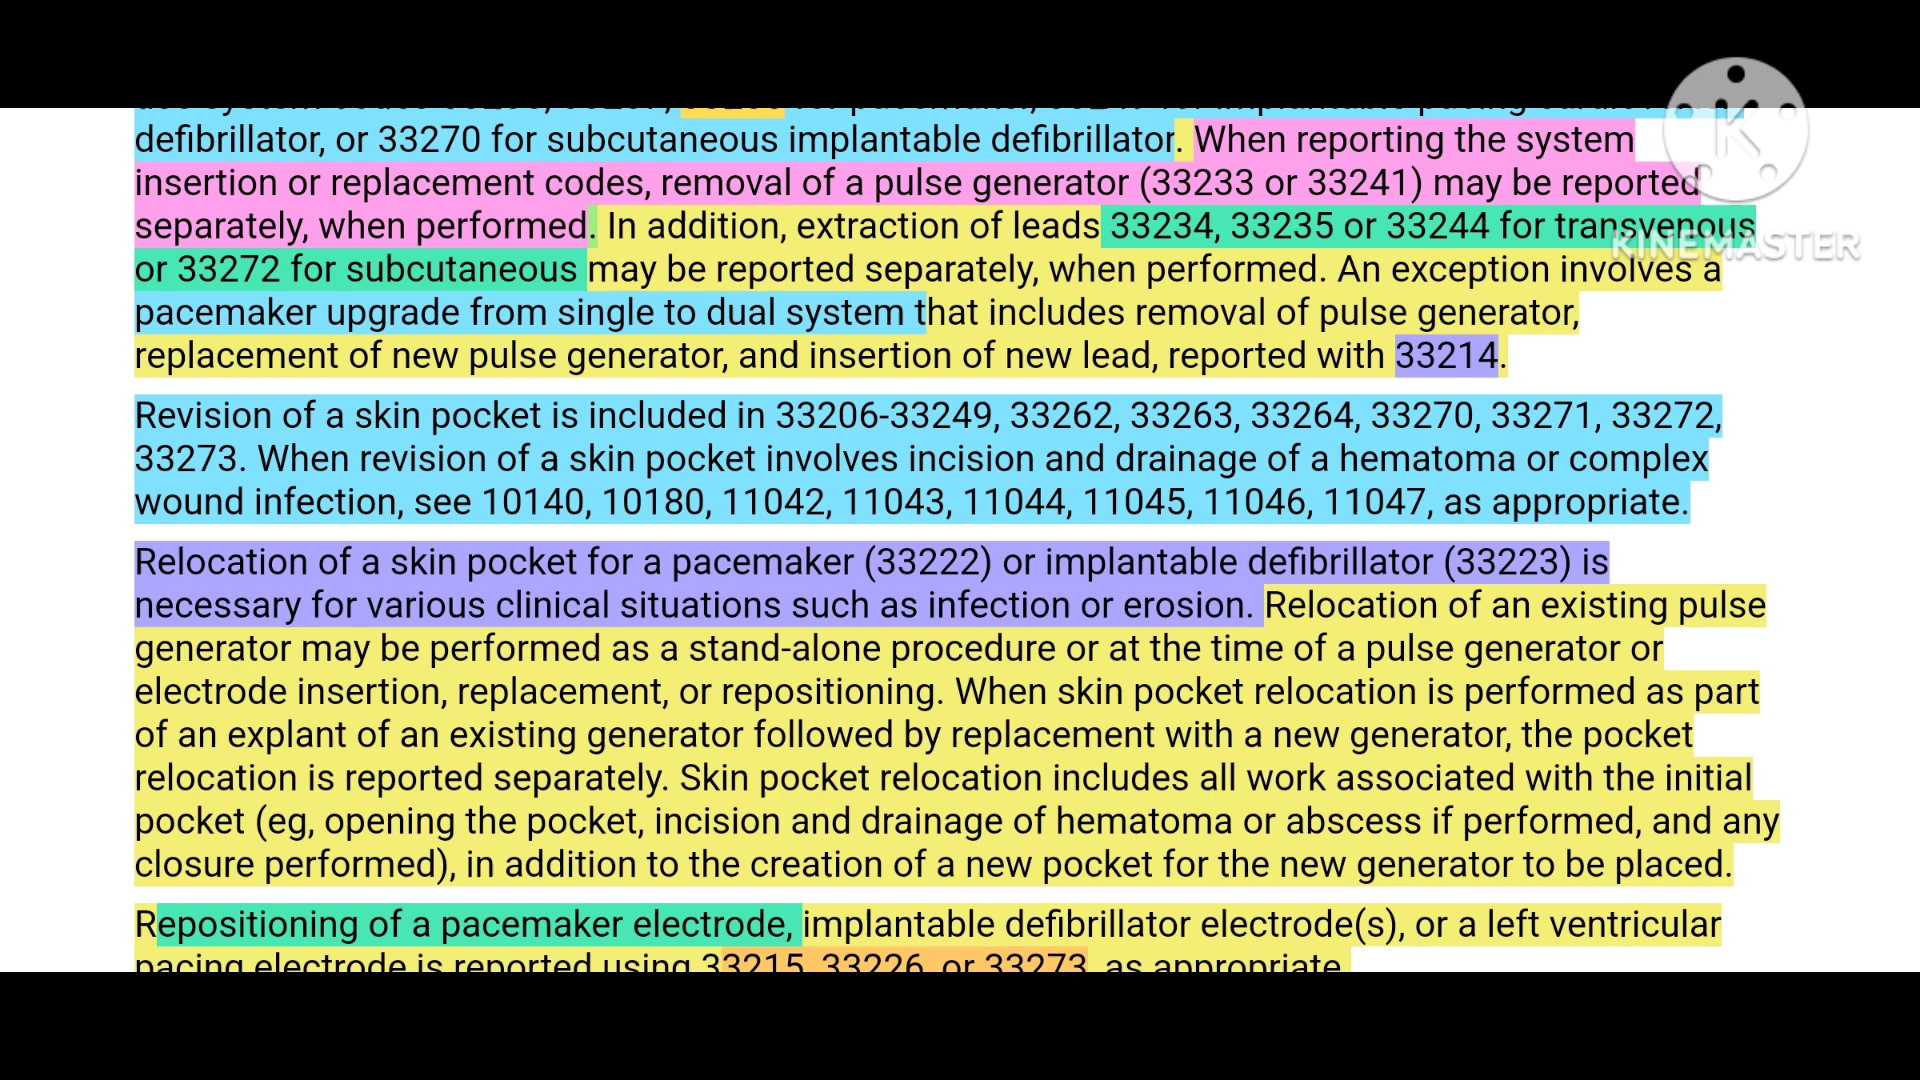 defibrillator, or 33270 for subcutaneous implantable defibrillator. When reporting the system
insertion or replacement codes, removal of a pulse generator (33233 or 33241) may be reported
separately, when performed. In addition, extraction of leads 33234, 33235 or 33244 for transvenous
or 33272 for subcutaneous may be reported separately, when performed. An exception involves a
pacemaker upgrade from single to dual system that includes removal of pulse generator,
replacement of new pulse generator, and insertion of new lead, reported with 33214.
Revision of a skin pocket is included in 33206-33249, 33262, 33263, 33264, 33270, 33271, 33272,
33273. When revision of a skin pocket involves incision and drainage of a hematoma or complex
wound infection, see 10140, 10180, 11042, 11043, 11044, 11045, 11046, 11047, as appropriate.
Relocation of a skin pocket for a pacemaker (33222) or implantable defibrillator (33223) is
necessary for various clinical situations such as infection or erosion. Relocation of an existing pulse
generator may be performed as a stand-alone procedure or at the time of a pulse generator or
electrode insertion, replacement, or repositioning. When skin pocket relocation is performed as part
of an explant of an existing generator followed by replacement with a new generator, the pocket
relocation is reported separately. Skin pocket relocation includes all work associated with the initial
pocket (eg, opening the pocket, incision and drainage of hematoma or abscess if performed, and any
closure performed), in addition to the creation of a new pocket for the new generator to be placed.
Repositioning of a pacemaker electrode, implantable defibrillator electrode(s), or a left ventricular
pacing electrode is reported using 33215, 33226, or 33273, as appropriate.
K
KINEMASTER